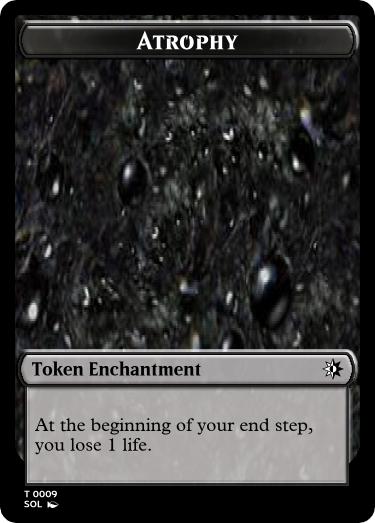 Atrophy
Token Enchantment
At the beginning of your end step,
you lose 1 life.
T 0009
SOL